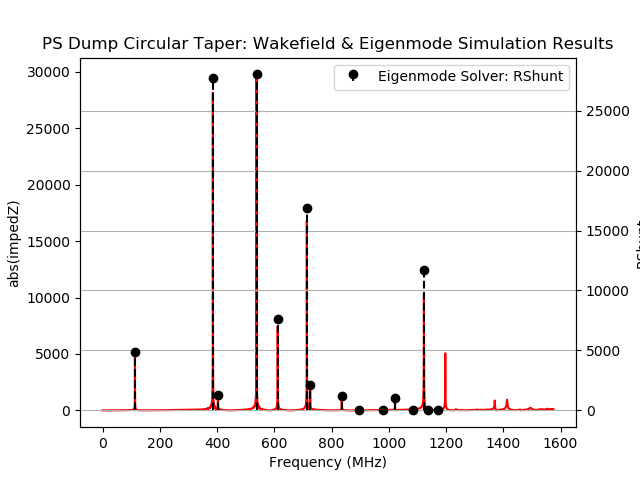 PS Dump Circular Taper: Wakefield & Eigenmode Simulation Results
Eigenmode Solver: RShunt
abs(impedZ)
30000
25000
20000
15000
10000
5000
0
25000
20000
15000
10000
5000
0
0 200 400 600 800 1000 1200 1400 1600
Frequency (MHz)